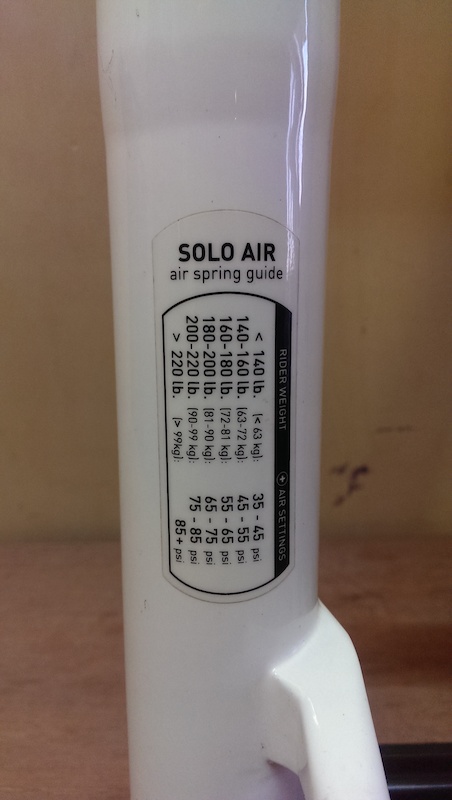 SOLO AIR
air spring guide
RIDER WEIGHT + AIR SETTINGS
< 140 lb. (< 63 kg): 35 - 45 psi
140-160 lb. (63-72 kg): 45 - 55 psi
160-180 lb. (72-81 kg): 55 - 65 psi
180-200 lb. (81-90 kg): 65 - 75 psi
200-220 lb. (90-99 kg): 75 - 85 psi
> 220 lb. (> 99kg): 85+ psi